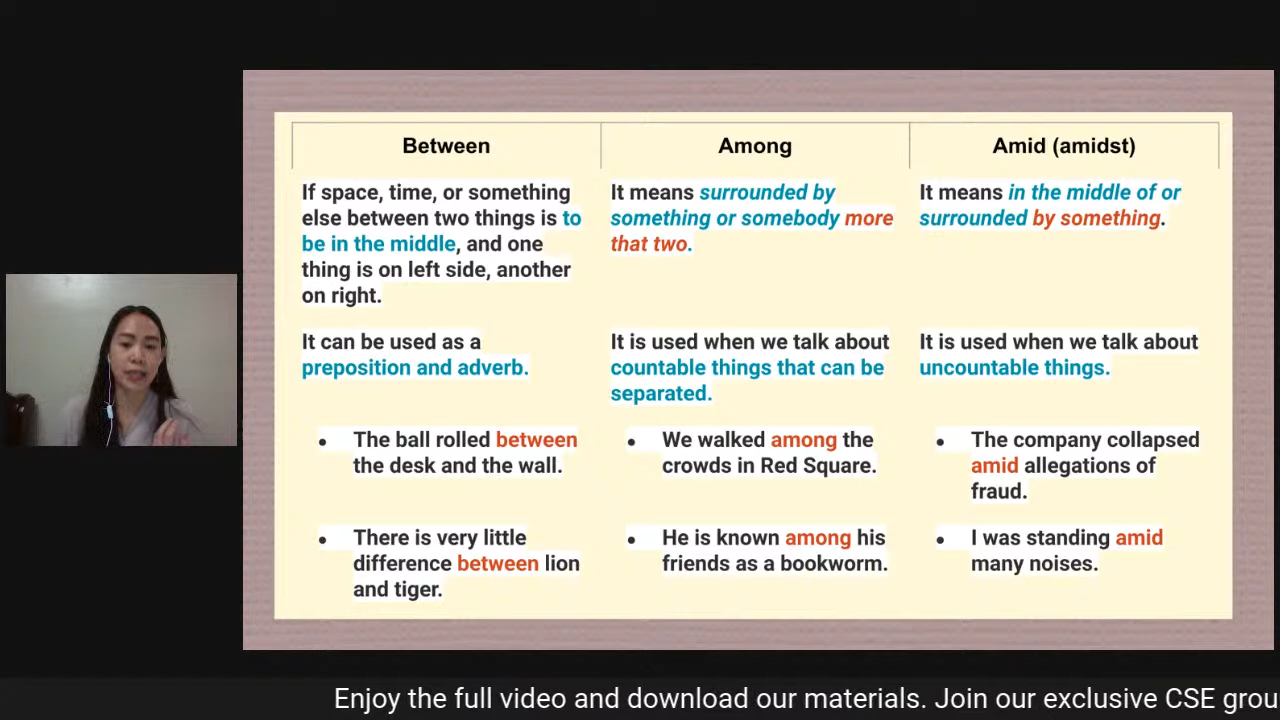 Between
Among
Amid (amidst)
If space, time, or something
else between two things is to
be in the middle, and one
thing is on left side, another
on right.
It means surrounded by
something or somebody more
that two.
It means in the middle of or
surrounded by something.
It can be used as a
preposition and adverb.
It is used when we talk about
countable things that can be
separated.
It is used when we talk about
uncountable things.
• The ball rolled between
the desk and the wall.
• We walked among the
crowds in Red Square.
• The company collapsed
amid allegations of
fraud.
• There is very little
difference between lion
and tiger.
• He is known among his
friends as a bookworm.
• I was standing amid
many noises.
Enjoy the full video and download our materials. Join our exclusive CSE grou